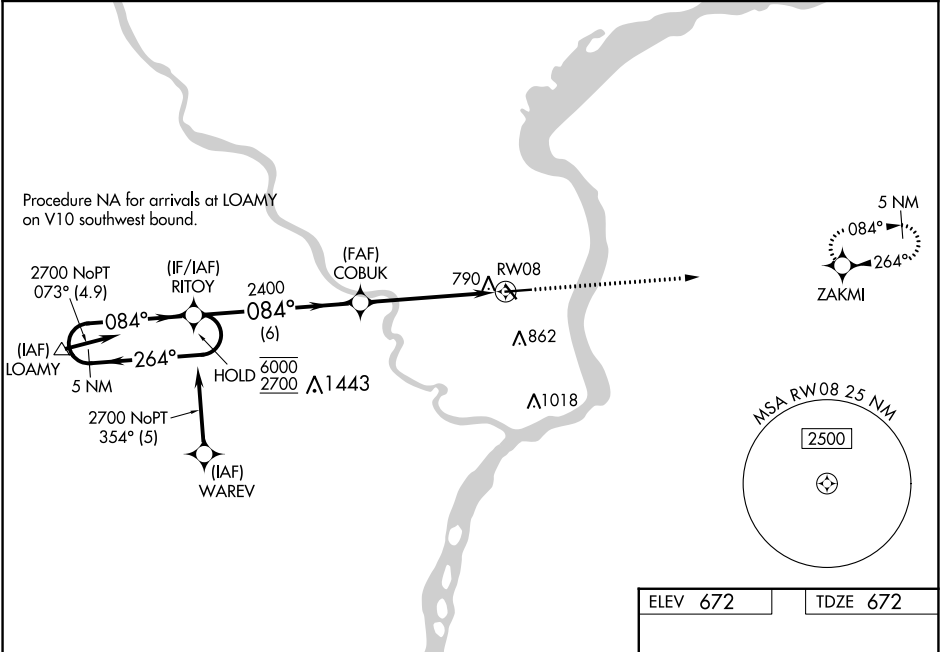 Procedure NA for arrivals at LOAMY
on V10 southwest bound.
5 NM
084°
264°
ZAKMI
(FAF)
COBUK
RW08
790
2700 NoPT
073° (4.9)
(IF/IAF)
RITOY
2400
084°
(6)
084°
(IAF)
LOAMY
264°
5 NM
HOLD
6000
2700
1443
862
1018
2700 NoPT
354° (5)
(IAF)
WAREV
MSA RW08 25 NM
2500
ELEV 672
TDZE 672